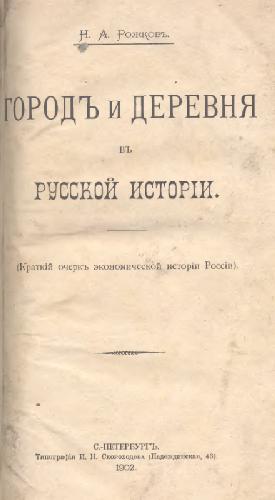 Н. А. Рожковъ.
ГОРОДЪ и ДЕРЕВНЯ
ВЪ
РУССКОЙ ИСТОРІИ.
(Краткій очеркъ экономической исторіи Россіи).
С.-ПЕТЕРБУРГЪ.
Типографія И. Н. Скороходова (Надеждинская, 43)
1902.